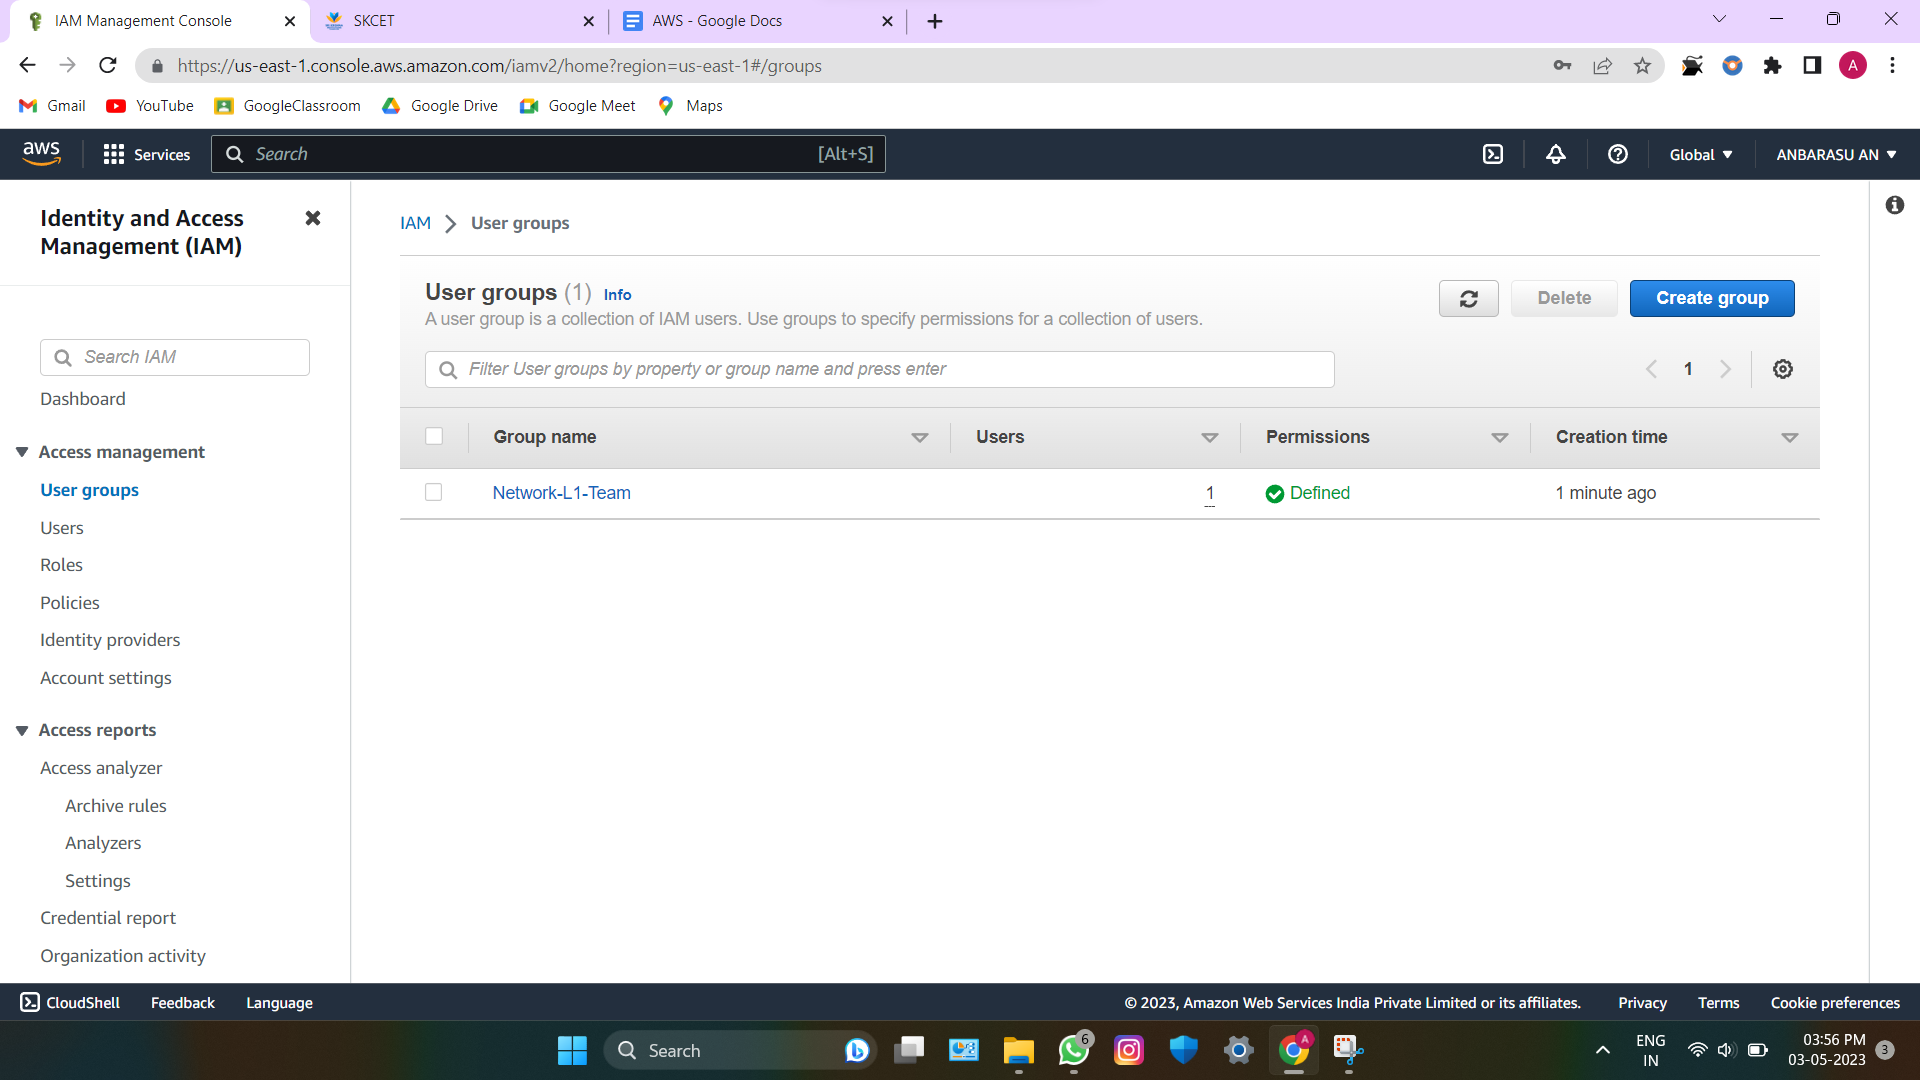 IAM Management Console
SKCET
AWS - Google Docs
https://us-east-1.console.aws.amazon.com/iamv2/home?region=us-east-1#/groups
A
Gmail
YouTube
GoogleClassroom
Google Drive
Google Meet
Maps
aws
Services
Search
[Alt+S]
Global
ANBARASU AN
Identity and Access
Management (IAM)
Search IAM
Dashboard
Access management
User groups
Users
Roles
Policies
Identity providers
Account settings
Access reports
Access analyzer
Archive rules
Analyzers
Settings
Credential report
Organization activity
IAM > User groups
User groups (1) Info
A user group is a collection of IAM users. Use groups to specify permissions for a collection of users.
Delete
Create group
Filter User groups by property or group name and press enter
1
Group name Users Permissions Creation time
Network-L1-Team 1 Defined 1 minute ago
CloudShell Feedback Language
© 2023, Amazon Web Services India Private Limited or its affiliates. Privacy Terms Cookie preferences
Search
6
A
ENG
IN
03:56 PM
03-05-2023
3